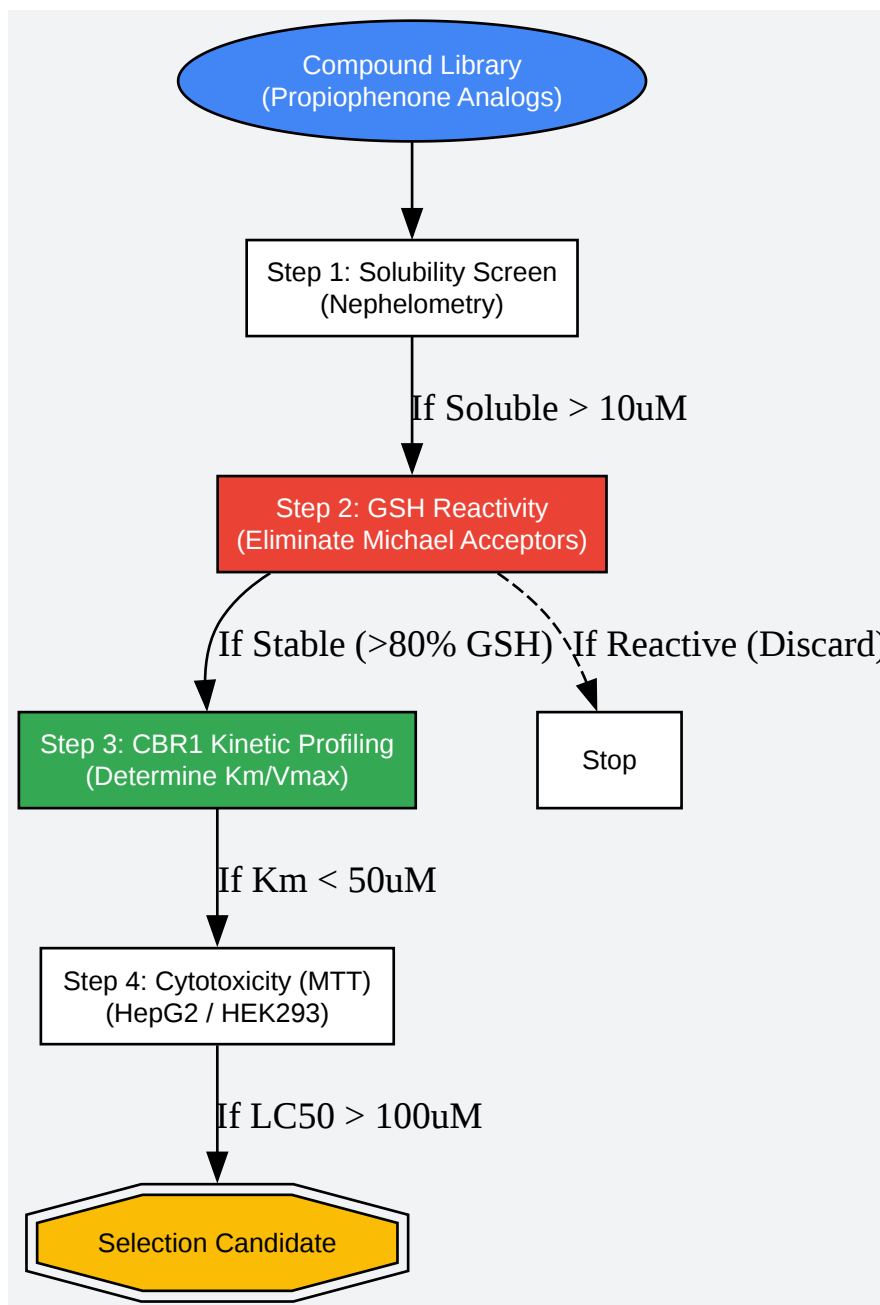 Compound Library
(Propiophenone Analogs)
Step 1: Solubility Screen
(Nephelometry)
If Soluble > 10uM
Step 2: GSH Reactivity
(Eliminate Michael Acceptors)
If Stable (>80% GSH)
If Reactive (Discard)
Step 3: CBR1 Kinetic Profiling
(Determine Km/Vmax)
Stop
If Km < 50uM
Step 4: Cytotoxicity (MTT)
(HepG2 / HEK293)
If LC50 > 100uM
Selection Candidate